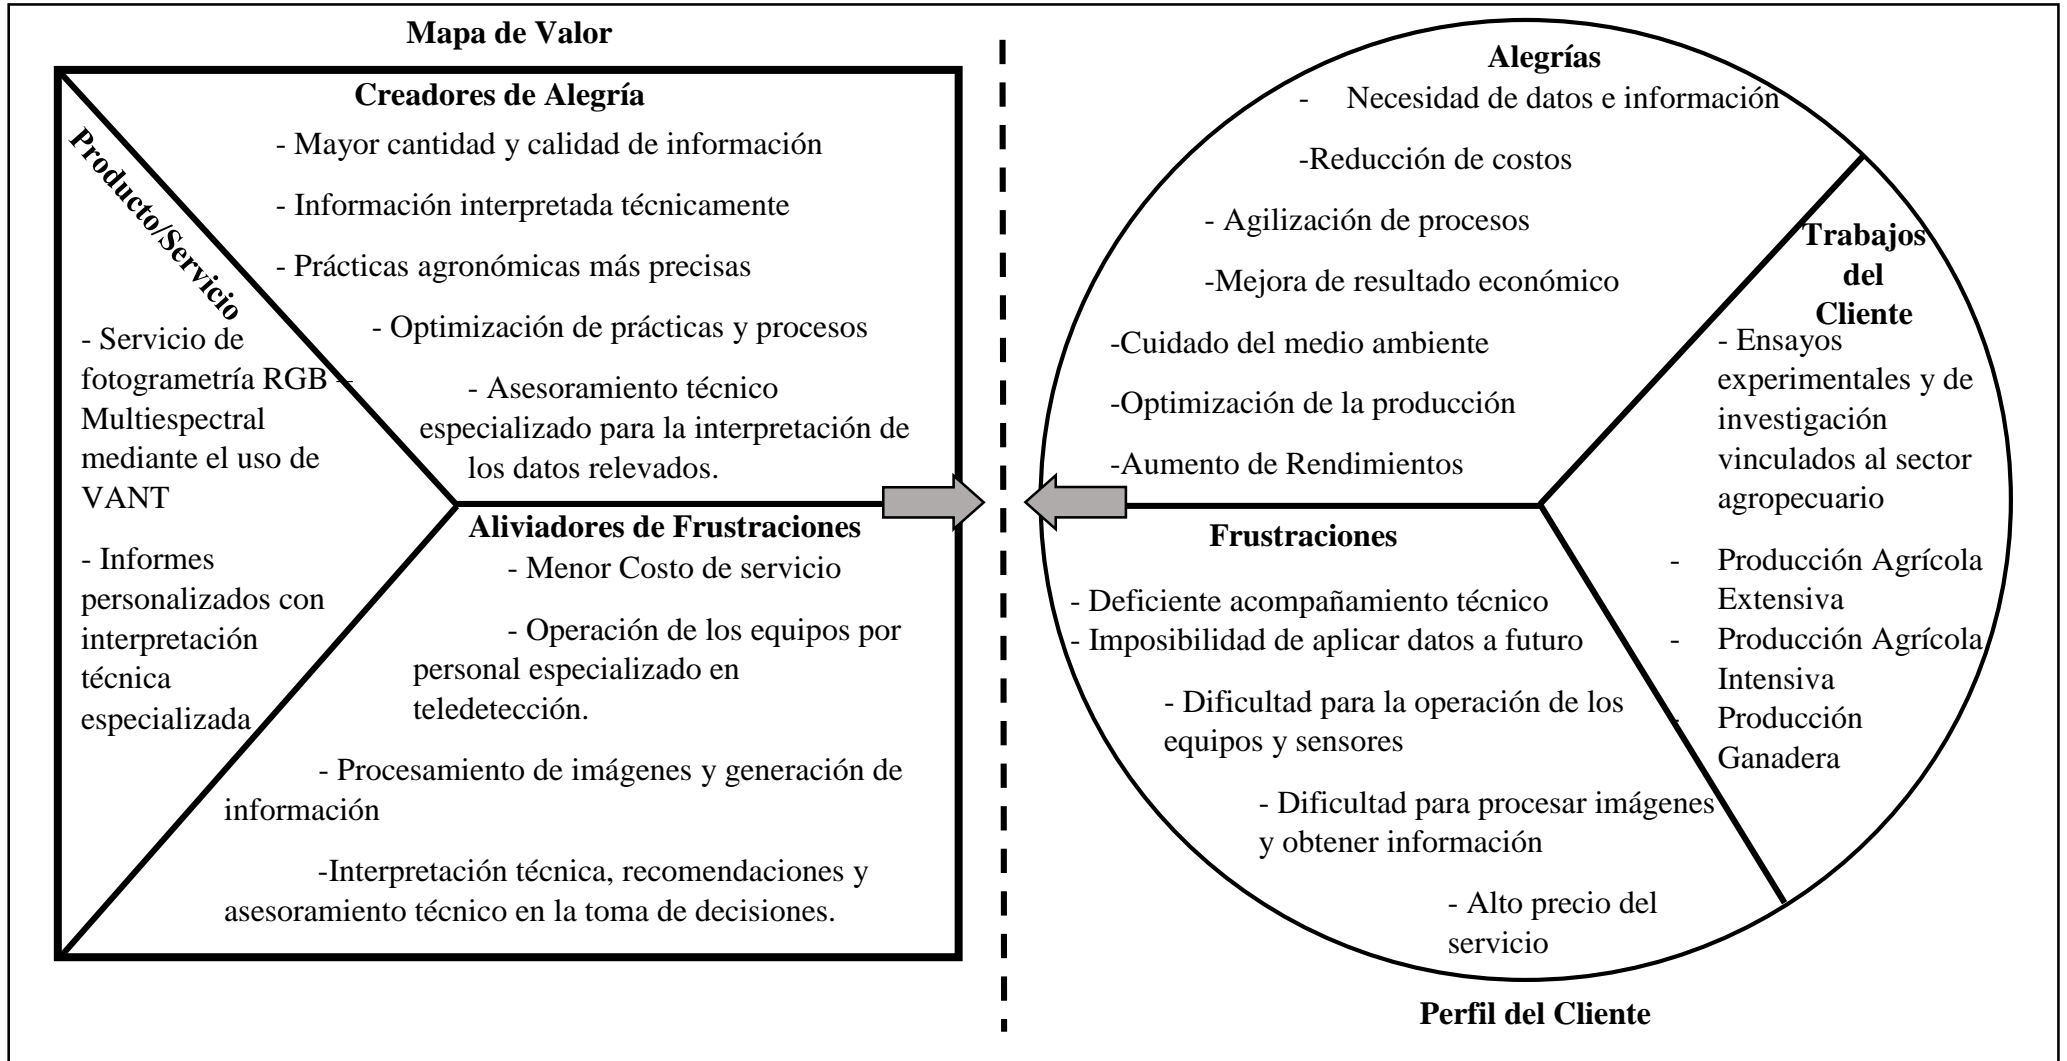 Mapa de Valor
Creadores de Alegría
- Mayor cantidad y calidad de información
- Información interpretada técnicamente
- Prácticas agronómicas más precisas
- Optimización de prácticas y procesos
- Asesoramiento técnico
especializado para la interpretación de
los datos relevados.
Producto/Servicio
- Servicio de
fotogrametría RGB –
Multiespectral
mediante el uso de
VANT
- Informes
personalizados con
interpretación
técnica
especializada
Aliviadores de Frustraciones
- Menor Costo de servicio
- Operación de los equipos por
personal especializado en
teledetección.
- Procesamiento de imágenes y generación de
información
-Interpretación técnica, recomendaciones y
asesoramiento técnico en la toma de decisiones.
Alegrías
- Necesidad de datos e información
-Reducción de costos
- Agilización de procesos
-Mejora de resultado económico
-Cuidado del medio ambiente
-Optimización de la producción
-Aumento de Rendimientos
Trabajos
del
Cliente
- Ensayos
experimentales y de
investigación
vinculados al sector
agropecuario
- Producción Agrícola
Extensiva
- Producción Agrícola
Intensiva
- Producción
Ganadera
Frustraciones
- Deficiente acompañamiento técnico
- Imposibilidad de aplicar datos a futuro
- Dificultad para la operación de los
equipos y sensores
- Dificultad para procesar imágenes
y obtener información
- Alto precio del
servicio
Perfil del Cliente